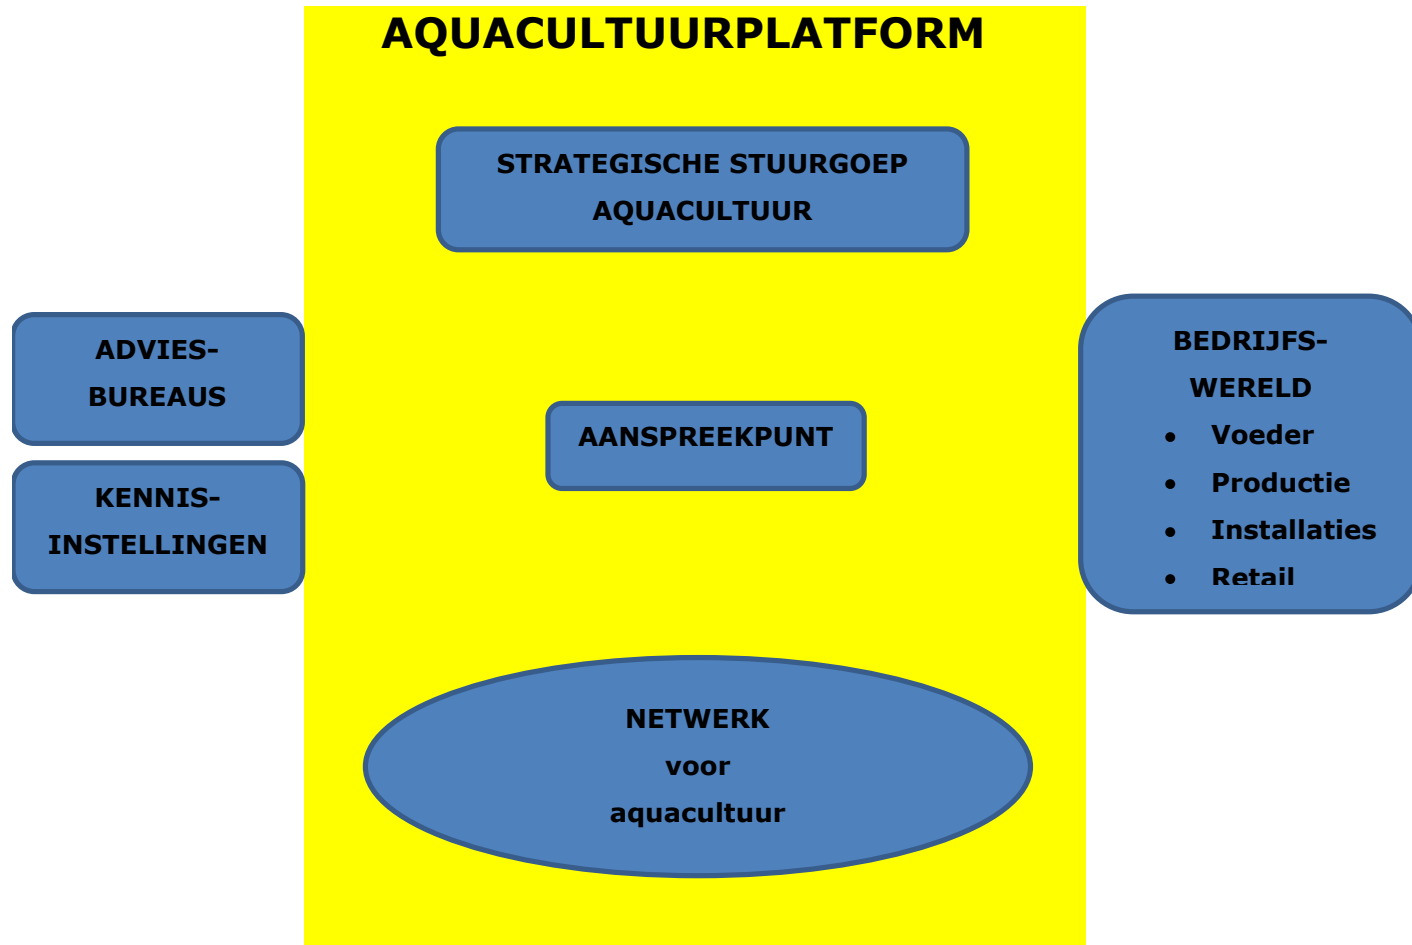 AQUACULTUURPLATFORM
STRATEGISCHE STUURGOEP
AQUACULTUUR
ADVIES-
BUREAUS
KENNIS-
INSTELLINGEN
AANSPREEKPUNT
BEDRIJFS-
WERELD
• Voeder
• Productie
• Installaties
• Retail
NETWERK
voor
aquacultuur